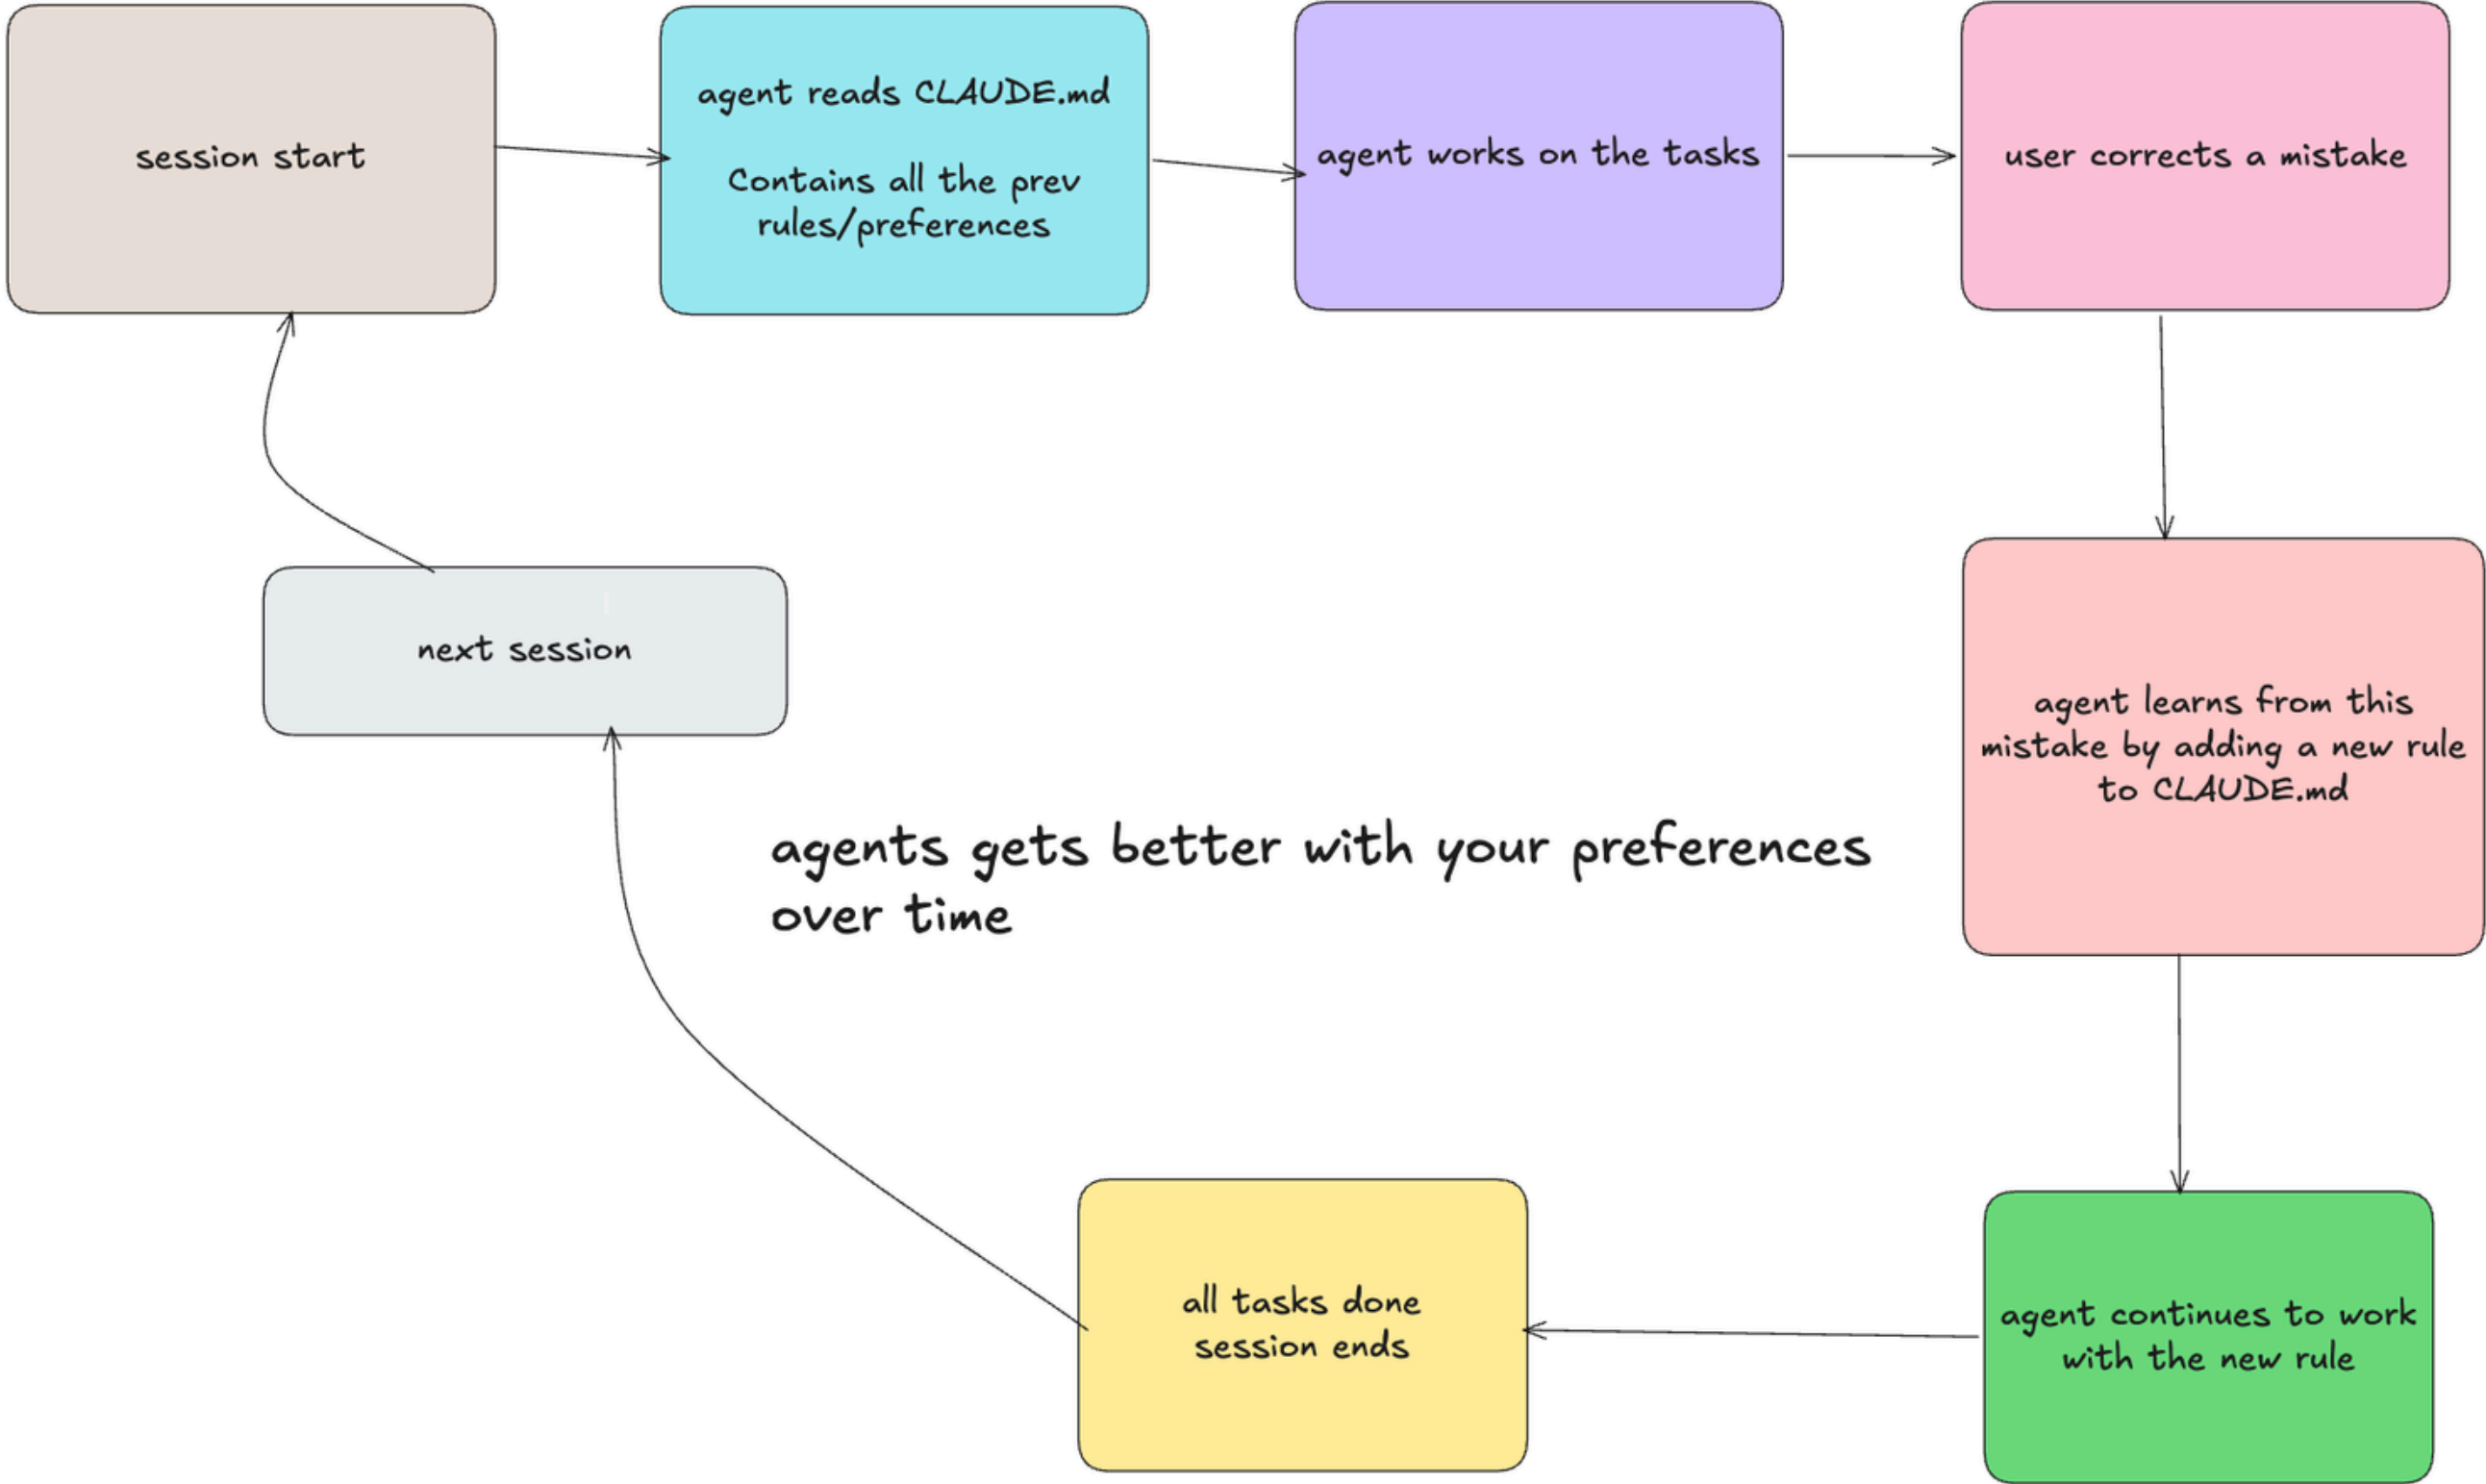 session start
agent reads CLAUDE.md
Contains all the prev
rules/preferences
agent works on the tasks
user corrects a mistake
agent learns from this
mistake by adding a new rule
to CLAUDE.md
next session
agents gets better with your preferences
over time
all tasks done
session ends
agent continues to work
with the new rule